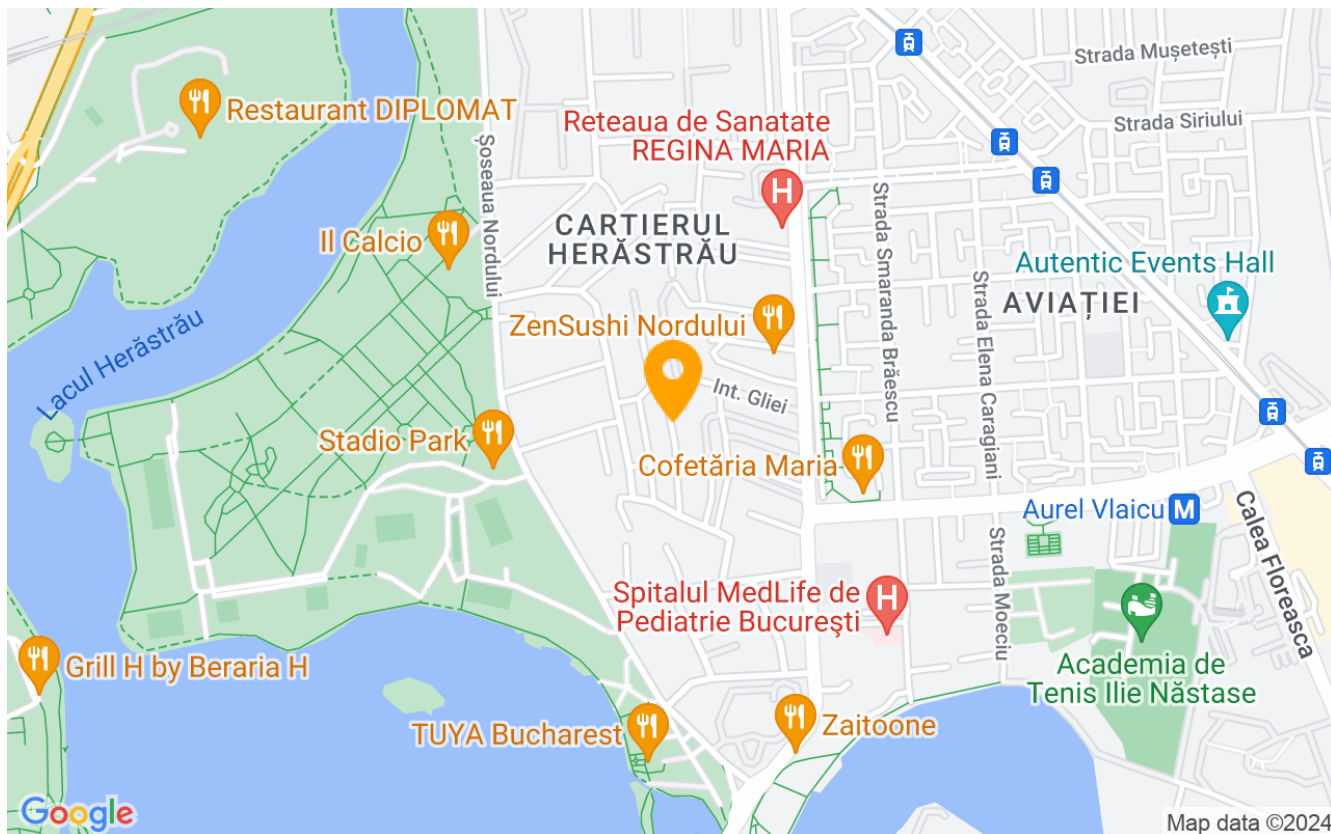 Strada Mușetești
Restaurant DIPLOMAT
Reteaua de Sanatate
REGINA MARIA
Strada Siriului
Șoseaua Nordului
H
CARTIERUL
HERĂSTRĂU
Il Calcio
Strada Smaranda Brăescu
Strada Elena Caragiani
Autentic Events Hall
AVIAȚIEI
ZenSushi Nordului
Lacul Herăstrău
Int. Gliei
Stadio Park
Cofetăria Maria
Aurel Vlaicu M
Calea Floreasca
Strada Moeciu
Spitalul MedLife de
Pediatrie Bucureşti
H
Grill H by Beraria H
Academia de
Tenis Ilie Năstase
TUYA Bucharest
Zaitoone
Google
Map data ©2024